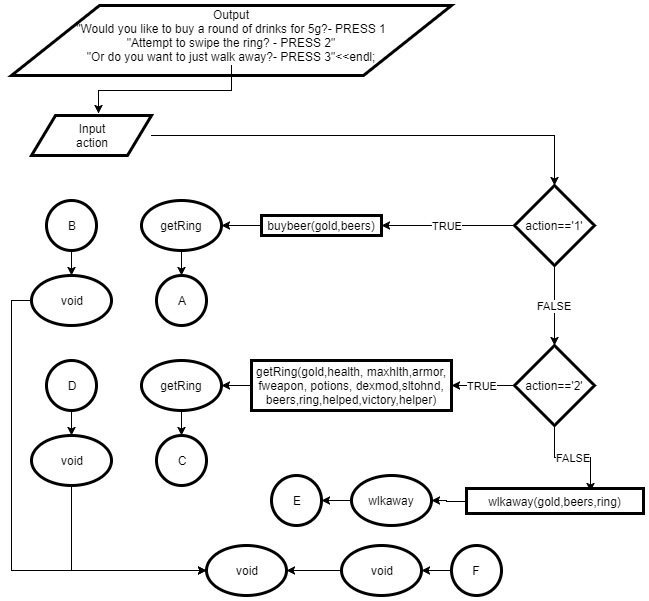 Output
"Would you like to buy a round of drinks for 5g?- PRESS 1
"Attempt to swipe the ring? - PRESS 2"
"Or do you want to just walk away?- PRESS 3"<<endl;
Input
action
B
getRing
buybeer(gold,beers)
TRUE
action=='1'
void
A
FALSE
D
getRing
getRing(gold,health, maxhlth,armor,
fweapon, potions, dexmod,sltohnd,
beers,ring,helped,victory,helper)
TRUE
action=='2'
void
C
FALSE
E
wlkaway
wlkaway(gold,beers,ring)
void
void
F